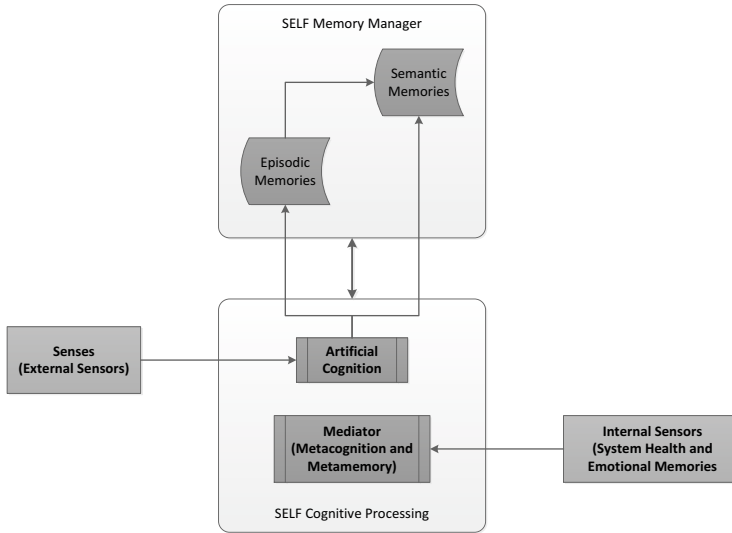 SELF Memory Manager
Semantic
Memories
Episodic
Memories
Senses
(External Sensors)
Artificial
Cognition
Mediator
(Metacognition and
Metamemory)
Internal Sensors
(System Health and
Emotional Memories
SELF Cognitive Processing